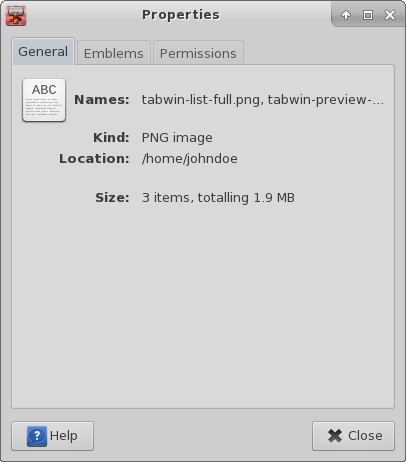 Properties
General Emblems Permissions
ABC
Names: tabwin-list-full.png, tabwin-preview-...
Kind: PNG image
Location: /home/johndoe
Size: 3 items, totalling 1.9 MB
Help Close